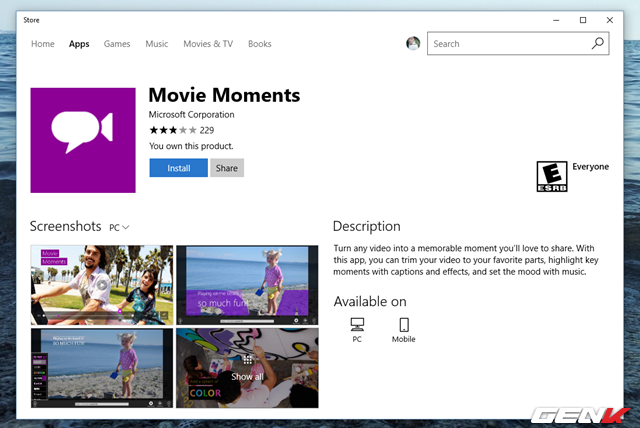 Store
Home Apps Games Music Movies & TV Books
Search
Movie Moments
Microsoft Corporation
229
You own this product.
Install Share
E
ESRB
Everyone
Screenshots PC
Movie
Moments
so much fun!
SO MUCH FUN!
Show all
COLOR
Description
Turn any video into a memorable moment you'll love to share. With
this app, you can trim your video to your favorite parts, highlight key
moments with captions and effects, and set the mood with music.
Available on
PC
Mobile
GENK